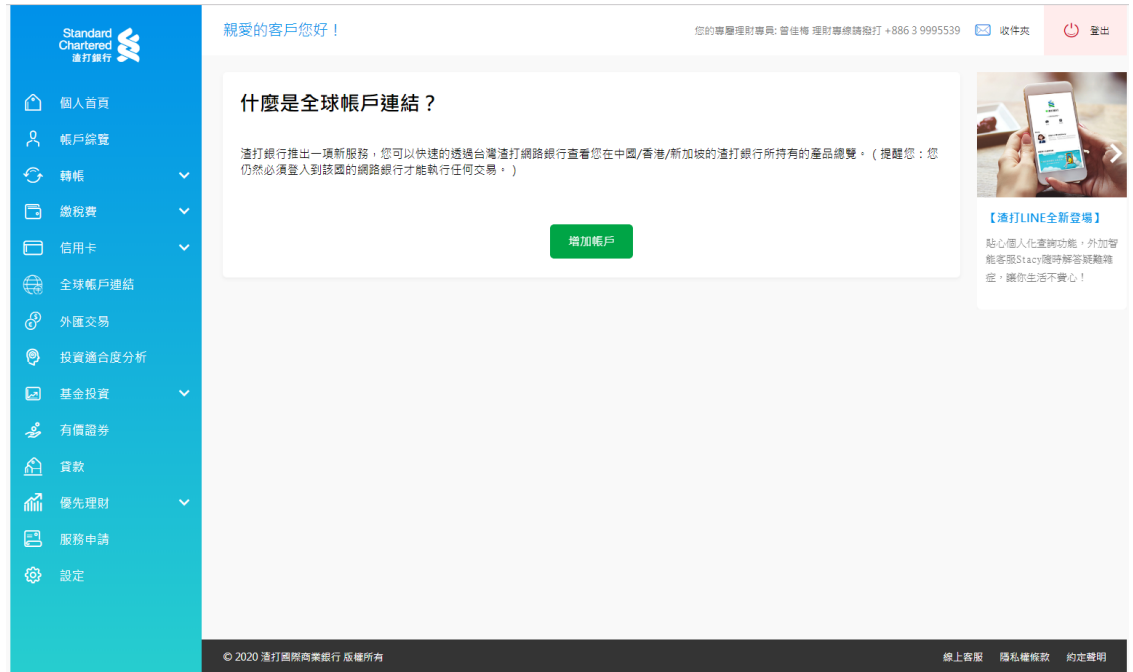 Standard
Chartered
渣打銀行
個人首頁
帳戶綜覽
轉帳
繳稅費
信用卡
全球帳戶連結
外匯交易
投資適合度分析
基金投資
有價證券
貸款
優先理財
服務申請
設定
親愛的客戶您好！
您的專屬理財專員: 曾佳梅 理財專線請撥打 +886 3 9995539
收件夾
登出
什麼是全球帳戶連結？
渣打銀行推出一項新服務，您可以快速的透過台灣渣打網路銀行查看您在中國/香港/新加坡的渣打銀行所持有的產品總覽。( 提醒您：您
仍然必須登入到該國的網路銀行才能執行任何交易。)
增加帳戶
【渣打LINE全新登場】
貼心個人化查詢功能，外加智
能客服Stacy隨時解答疑難雜
症，讓你生活不費心！
© 2020 渣打國際商業銀行 版權所有
線上客服 隱私權條款 約定聲明